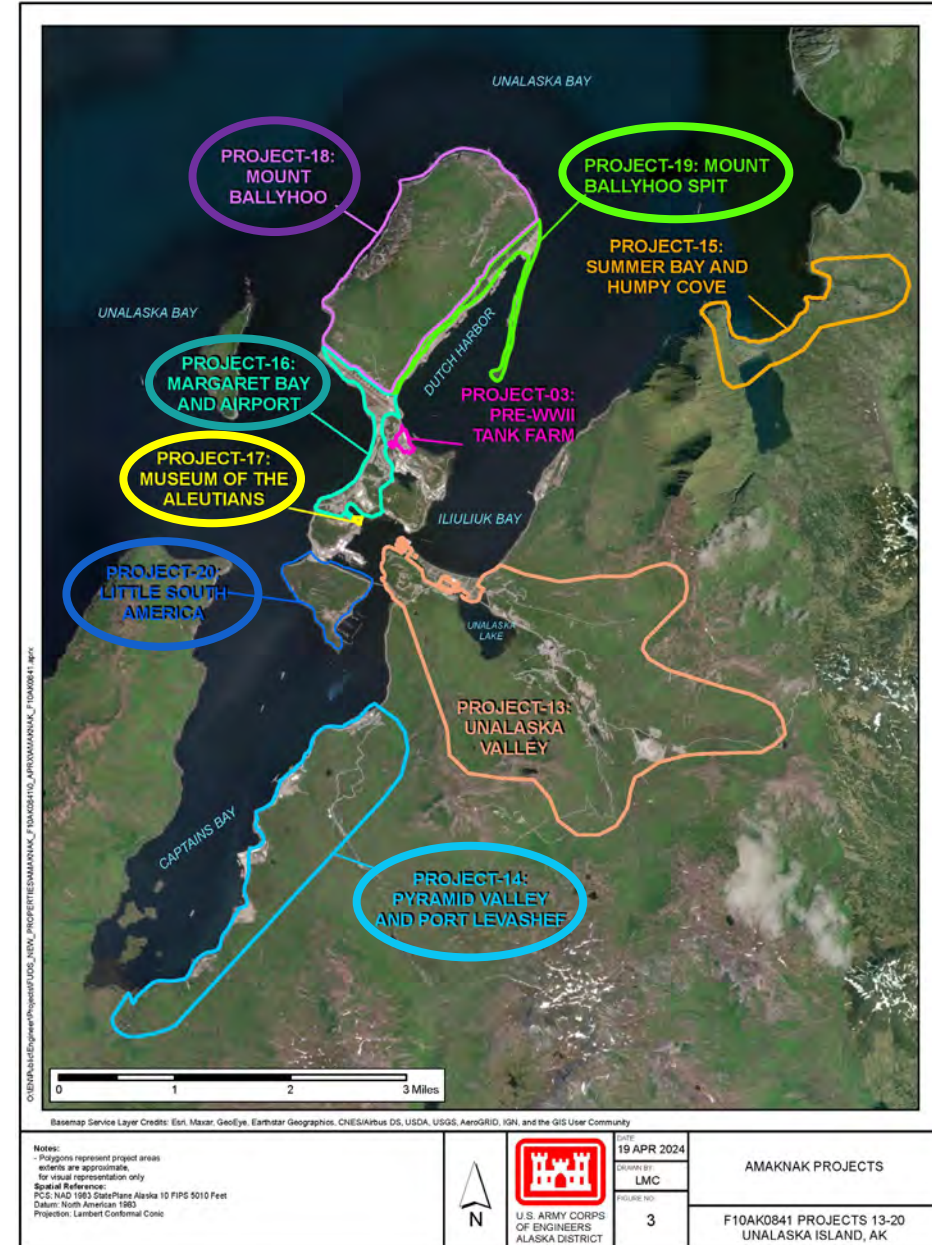 UNALASKA BAY
PROJECT-18:
MOUNT
BALLYHOO
PROJECT-19: MOUNT
BALLYHOO SPIT
PROJECT-15:
SUMMER BAY AND
HUMPY COVE
UNALASKA BAY
DUTCH HARBOR
PROJECT-16:
MARGARET BAY
AND AIRPORT
PROJECT-03:
PRE-WWII
TANK FARM
PROJECT-17:
MUSEUM OF THE
ALEUTIANS
ILIULIUK BAY
PROJECT-20:
LITTLE SOUTH
AMERICA
UNALASKA
LAKE
PROJECT-13:
UNALASKA
VALLEY
CAPTAINS BAY
PROJECT-14:
PYRAMID VALLEY
AND PORT LEVASHEF
0 1 2 3 Miles
Basemap Service Layer Credits: Esri, Maxar, GeoEye, Earthstar Geographics, CNES/Airbus DS, USDA, USGS, AeroGRID, IGN, and the GIS User Community
Notes:
- Polygons represent project areas
extents are approximate,
for visual representation only
Spatial Reference:
PCS: NAD 1983 StatePlane Alaska 10 FIPS 5010 Feet
Datum: North American 1983
Projection: Lambert Conformal Conic
N
U.S. ARMY CORPS
OF ENGINEERS
ALASKA DISTRICT
DATE
19 APR 2024
DRAWN BY:
LMC
FIGURE NO:
3
AMAKNAK PROJECTS
F10AK0841 PROJECTS 13-20
UNALASKA ISLAND, AK